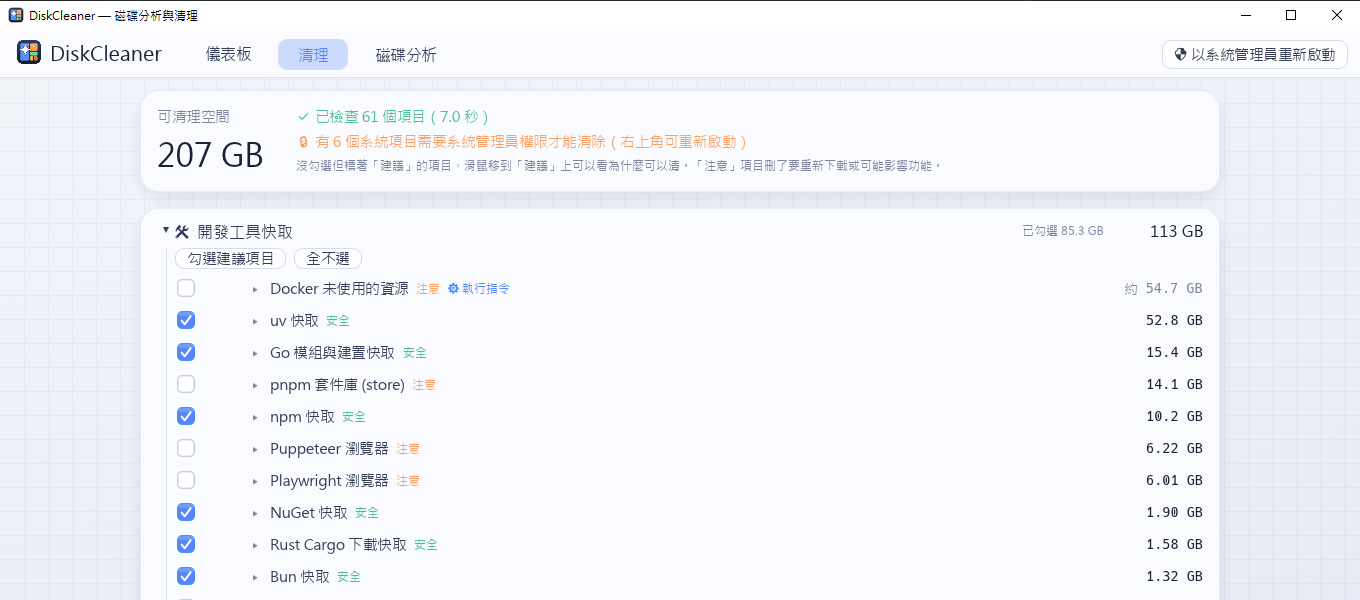 DiskCleaner — 磁碟分析與清理
DiskCleaner 儀表板 清理 磁碟分析 以系統管理員重新啟動
可清理空間
207 GB
已檢查 61 個項目 ( 7.0 秒 )
有 6 個系統項目需要系統管理員權限才能清除 ( 右上角可重新啟動 )
沒勾選但標著「建議」的項目，滑鼠移到「建議」上可以看為什麼可以清。「注意」項目刪了要重新下載或可能影響功能。
開發工具快取 已勾選 85.3 GB 113 GB
勾選建議項目 全不選
Docker 未使用的資源 注意 執行指令 約 54.7 GB
uv 快取 安全 52.8 GB
Go 模組與建置快取 安全 15.4 GB
pnpm 套件庫 (store) 注意 14.1 GB
npm 快取 安全 10.2 GB
Puppeteer 瀏覽器 注意 6.22 GB
Playwright 瀏覽器 注意 6.01 GB
NuGet 快取 安全 1.90 GB
Rust Cargo 下載快取 安全 1.58 GB
Bun 快取 安全 1.32 GB